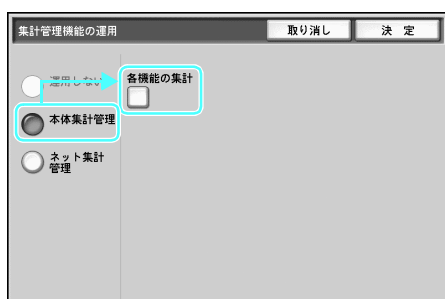 集計管理機能の運用
取り消し
決 定
運用しない
各機能の集計
本体集計管理
ネット集計
管理